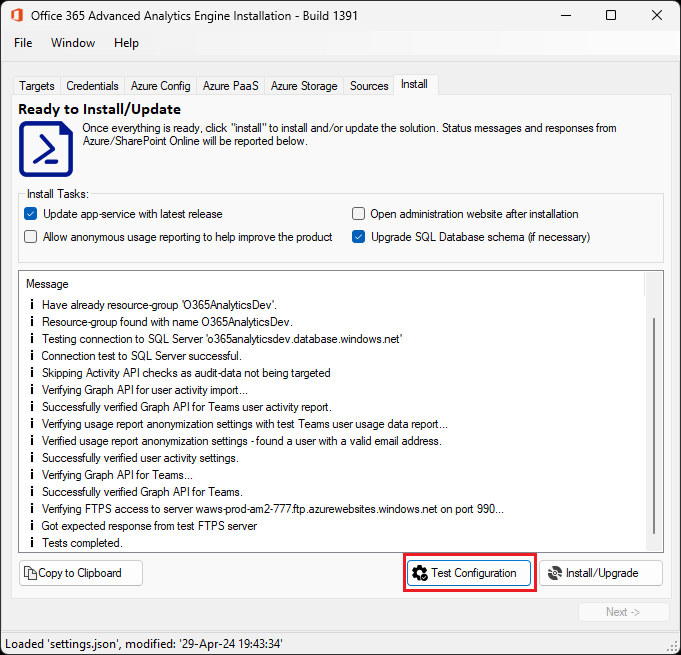 Office 365 Advanced Analytics Engine Installation - Build 1391
File Window Help
Targets Credentials Azure Config Azure PaaS Azure Storage Sources Install
Ready to Install/Update
Once everything is ready, click "install" to install and/or update the solution. Status messages and responses from
Azure/SharePoint Online will be reported below.
Install Tasks:
Update app-service with latest release Open administration website after installation
Allow anonymous usage reporting to help improve the product Upgrade SQL Database schema (if necessary)
Message
Have already resource-group 'O365AnalyticsDev'.
Resource-group found with name O365AnalyticsDev.
Testing connection to SQL Server 'o365analyticsdev.database.windows.net'
Connection test to SQL Server successful.
Skipping Activity API checks as audit-data not being targeted
Verifying Graph API for user activity import...
Successfully verified Graph API for Teams user activity report.
Verifying usage report anonymization settings with test Teams user usage data report...
Verified usage report anonymization settings - found a user with a valid email address.
Successfully verified user activity settings.
Verifying Graph API for Teams...
Successfully verified Graph API for Teams.
Verifying FTPS access to server waws-prod-am2-777.ftp.azurewebsites.windows.net on port 990...
Got expected response from test FTPS server
Tests completed.
Copy to Clipboard Test Configuration Install/Upgrade
Next ->
Loaded 'settings.json', modified: '29-Apr-24 19:43:34'